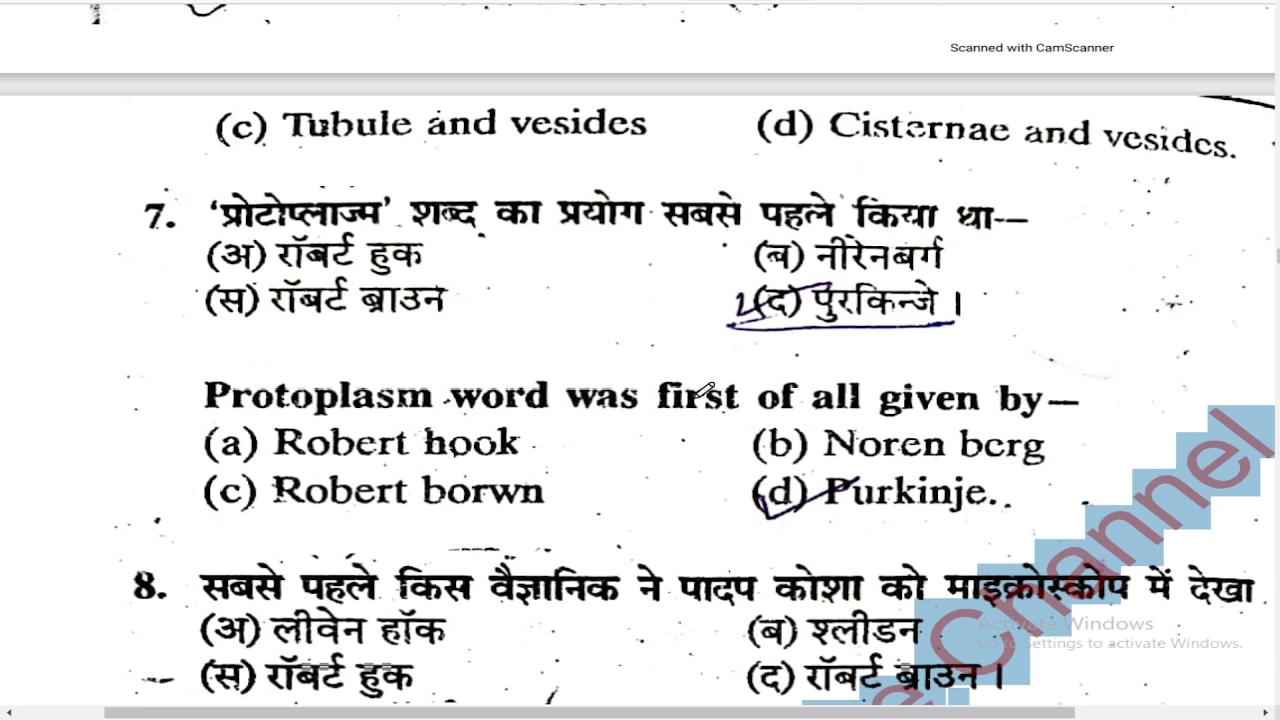 Scanned with CamScanner
(c) Tubule and vesides (d) Cisternae and vesides.
7. 'प्रोटोप्लाज्म' शब्द का प्रयोग सबसे पहले किया था—
(अ) रॉबर्ट हुक (ब) नीरेनबर्ग
(स) रॉबर्ट ब्राउन (द) पुरकिन्जे ।
Protoplasm word was first of all given by—
(a) Robert hook (b) Noren berg
(c) Robert borwn (d) Purkinje.
8. सबसे पहले किस वैज्ञानिक ने पादप कोशा को माइक्रोस्कोप में देखा
(अ) लीवेन हॉक (ब) श्लीडन
Activate Windows
Go to Settings to activate Windows.
(स) रॉबर्ट हुक (द) रॉबर्ट ब्राउन ।
e Channel